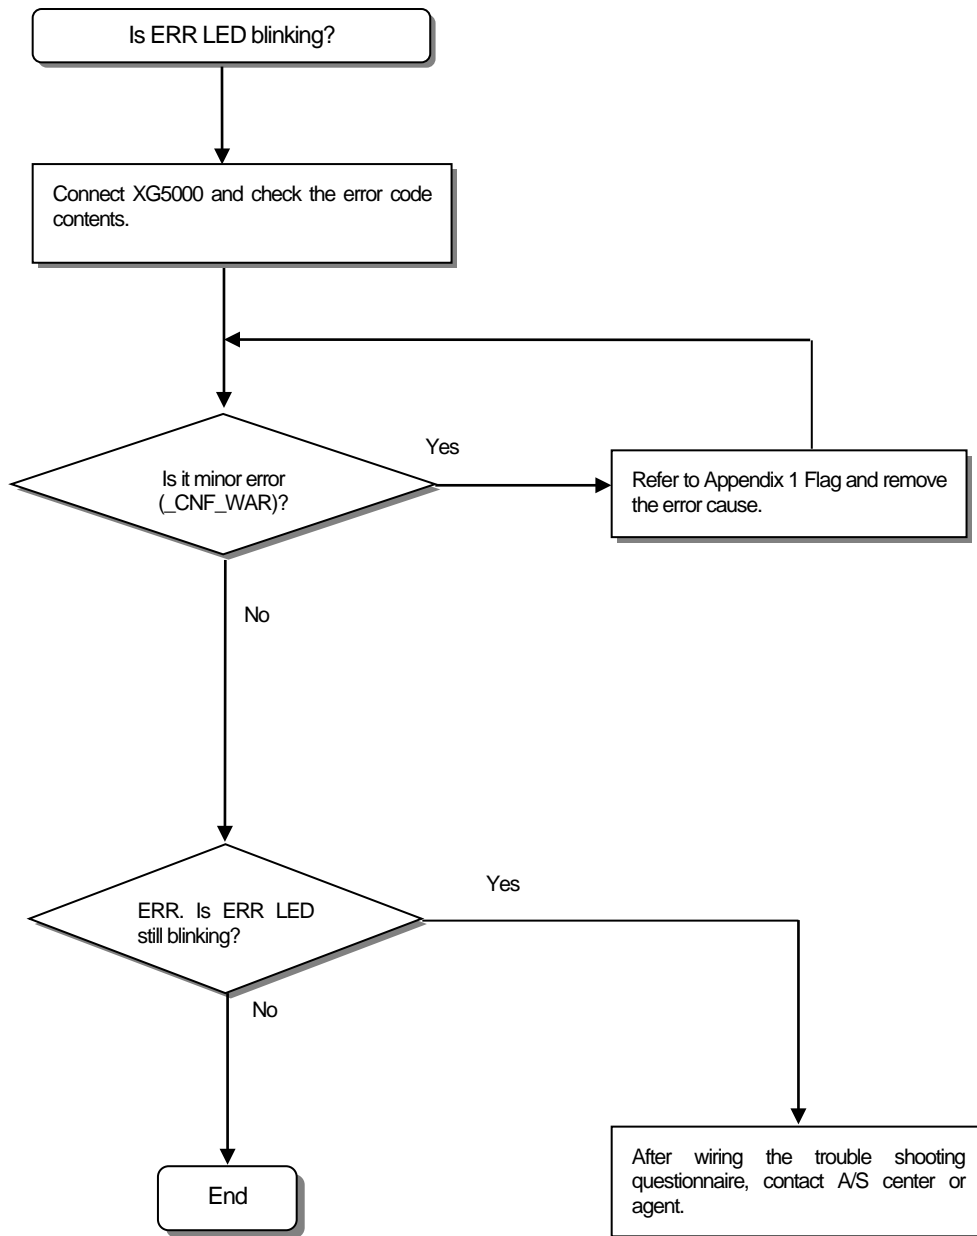 Is ERR LED blinking?
Connect XG5000 and check the error code
contents.
Yes
Is it minor error
(_CNF_WAR)?
Refer to Appendix 1 Flag and remove
the error cause.
No
Yes
ERR. Is ERR LED
still blinking?
No
End
After wiring the trouble shooting
questionnaire, contact A/S center or
agent.